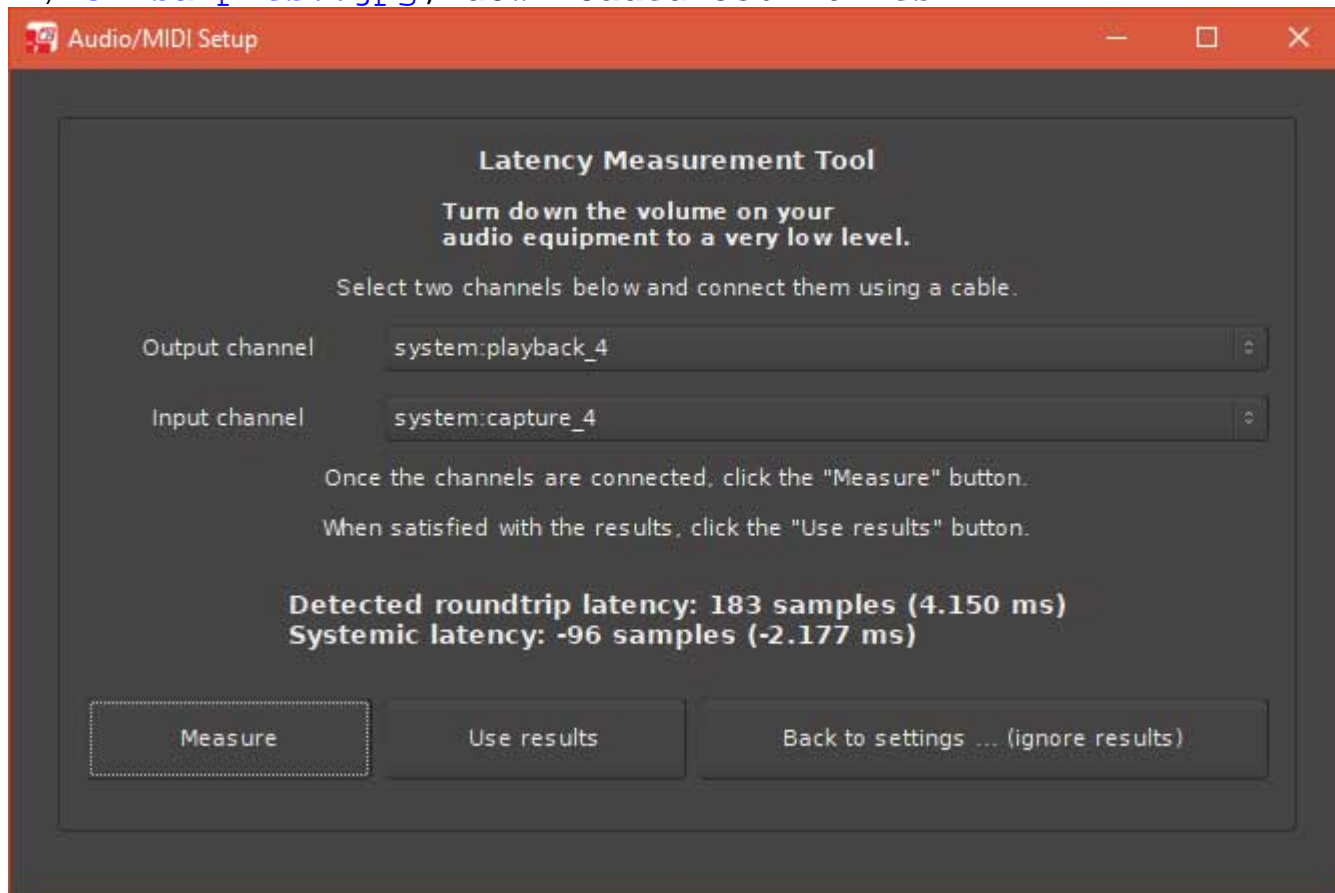 Audio/MIDI Setup
Latency Measurement Tool
Turn down the volume on your
audio equipment to a very low level.
Select two channels below and connect them using a cable.
Output channel system:playback_4
Input channel system:capture_4
Once the channels are connected, click the "Measure" button.
When satisfied with the results, click the "Use results" button.
Detected roundtrip latency: 183 samples (4.150 ms)
Systemic latency: -96 samples (-2.177 ms)
Measure Use results Back to settings ... (ignore results)